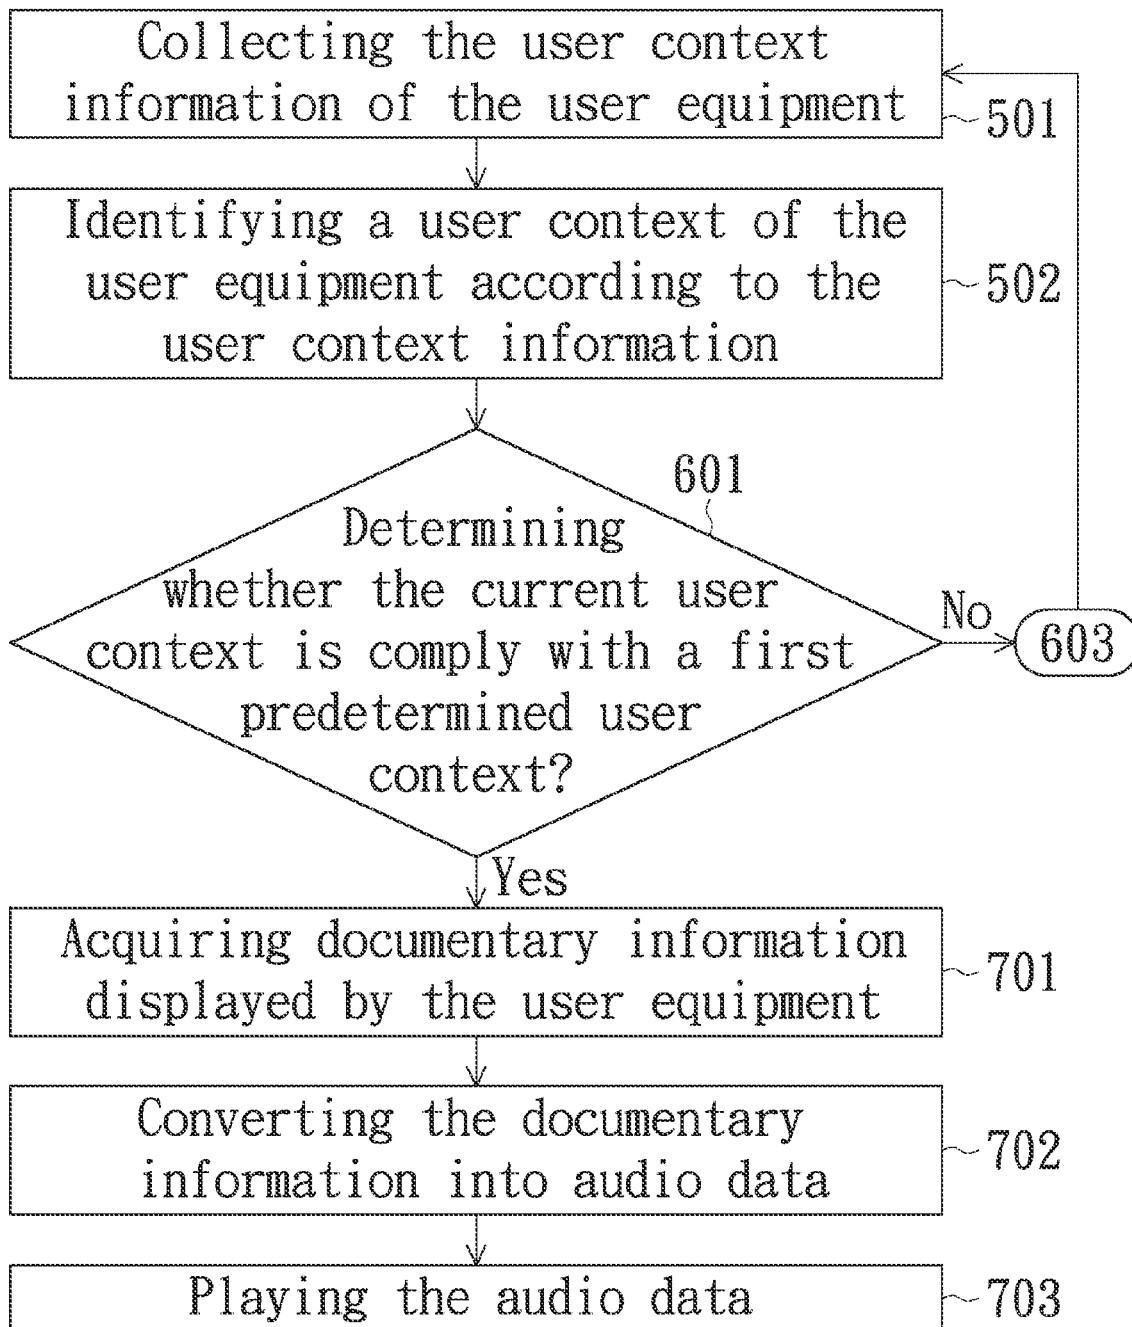 Collecting the user context
information of the user equipment
501
Identifying a user context of the
user equipment according to the
user context information
502
601
Determining
whether the current user
context is comply with a first
predetermined user
context?
No
603
Yes
Acquiring documentary information
displayed by the user equipment
701
Converting the documentary
information into audio data
702
Playing the audio data
703